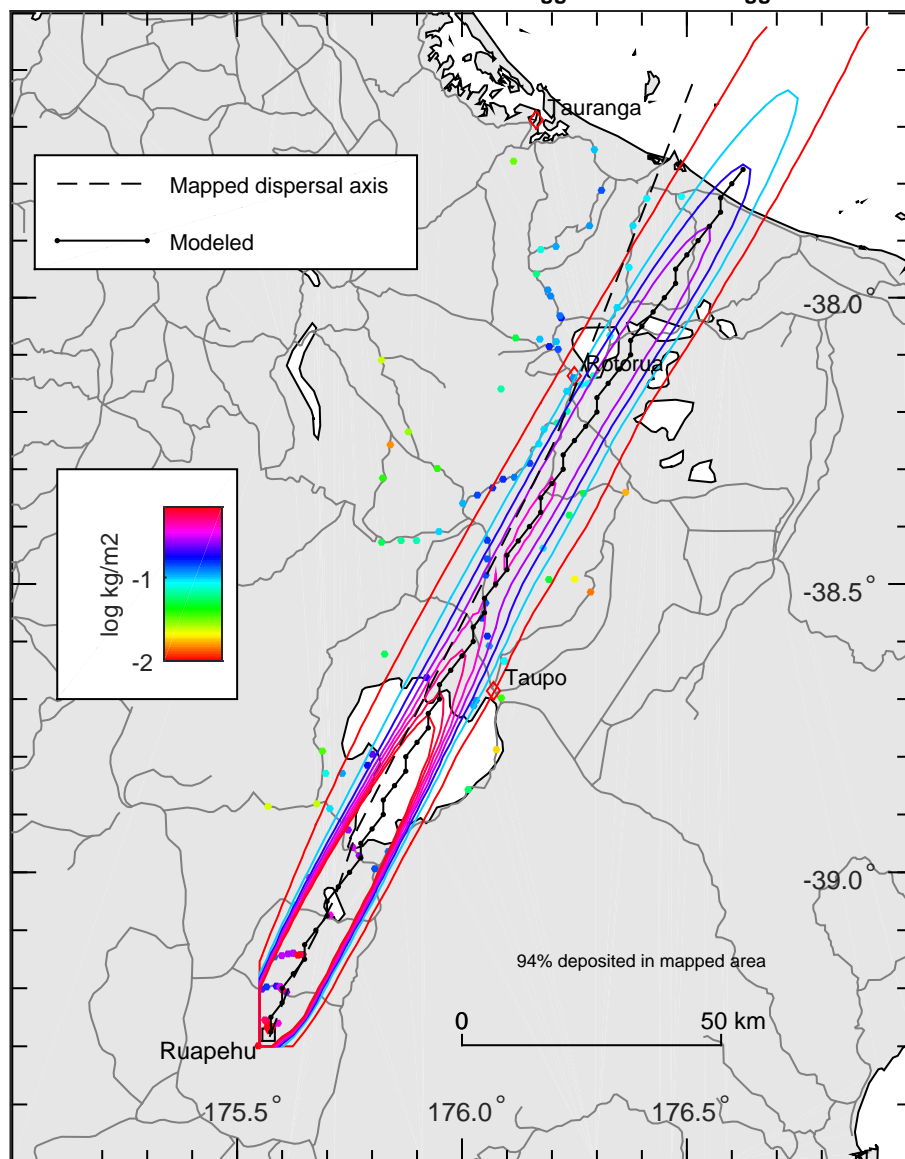 Tauranga
Mapped dispersal axis
Modeled
-38.0°
Rotorua
log kg/m2
-1
-2
-38.5°
Taupo
-39.0°
94% deposited in mapped area
0 50 km
Ruapehu
175.5° 176.0° 176.5°